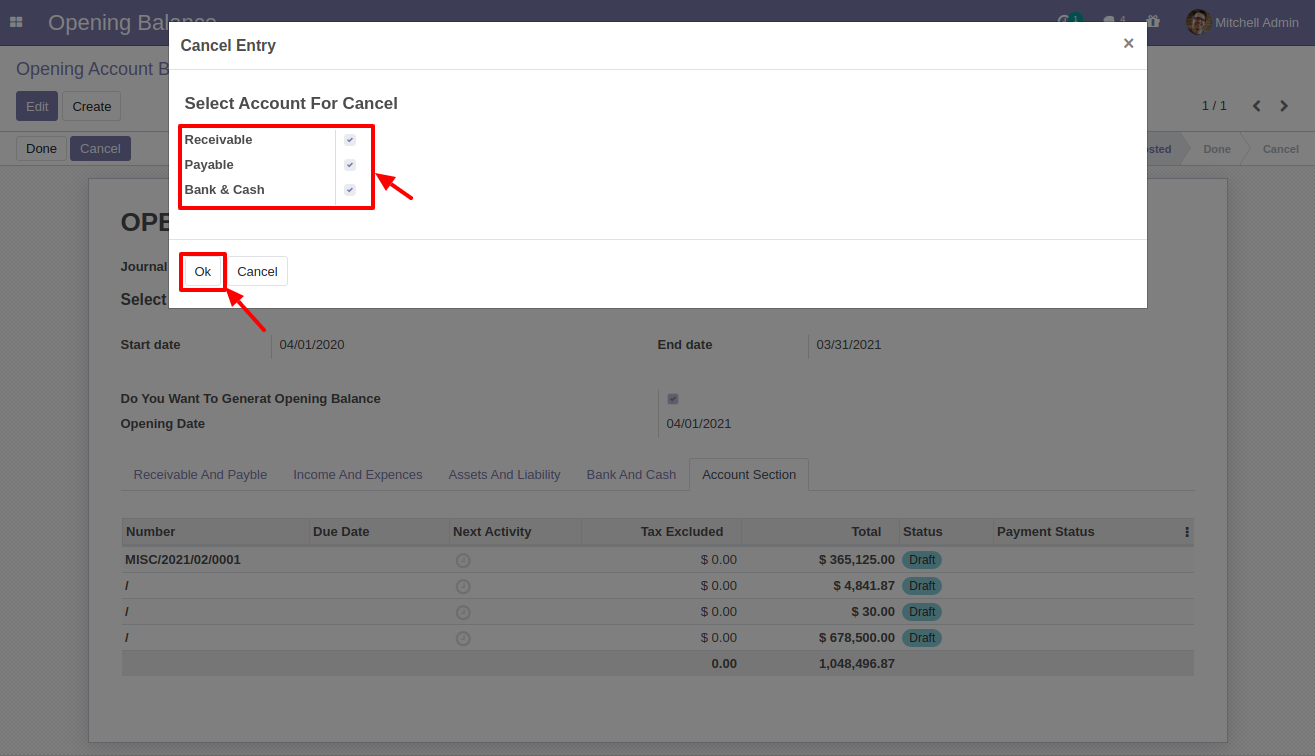 Opening Balance
1
4
Mitchell Admin
Cancel Entry
×
Opening Account B
Edit
Create
1 / 1
Select Account For Cancel
Receivable
Payable
Bank & Cash
Done
Cancel
Done
Cancel
OPE
Journal
Ok
Cancel
Select
Start date
04/01/2020
End date
03/31/2021
Do You Want To Generat Opening Balance
Opening Date
04/01/2021
Receivable And Payble
Income And Expences
Assets And Liability
Bank And Cash
Account Section
Number Due Date Next Activity Tax Excluded Total Status Payment Status
MISC/2021/02/0001 $ 0.00 $ 365,125.00 Draft
/ $ 0.00 $ 4,841.87 Draft
/ $ 0.00 $ 30.00 Draft
/ $ 0.00 $ 678,500.00 Draft
0.00 1,048,496.87